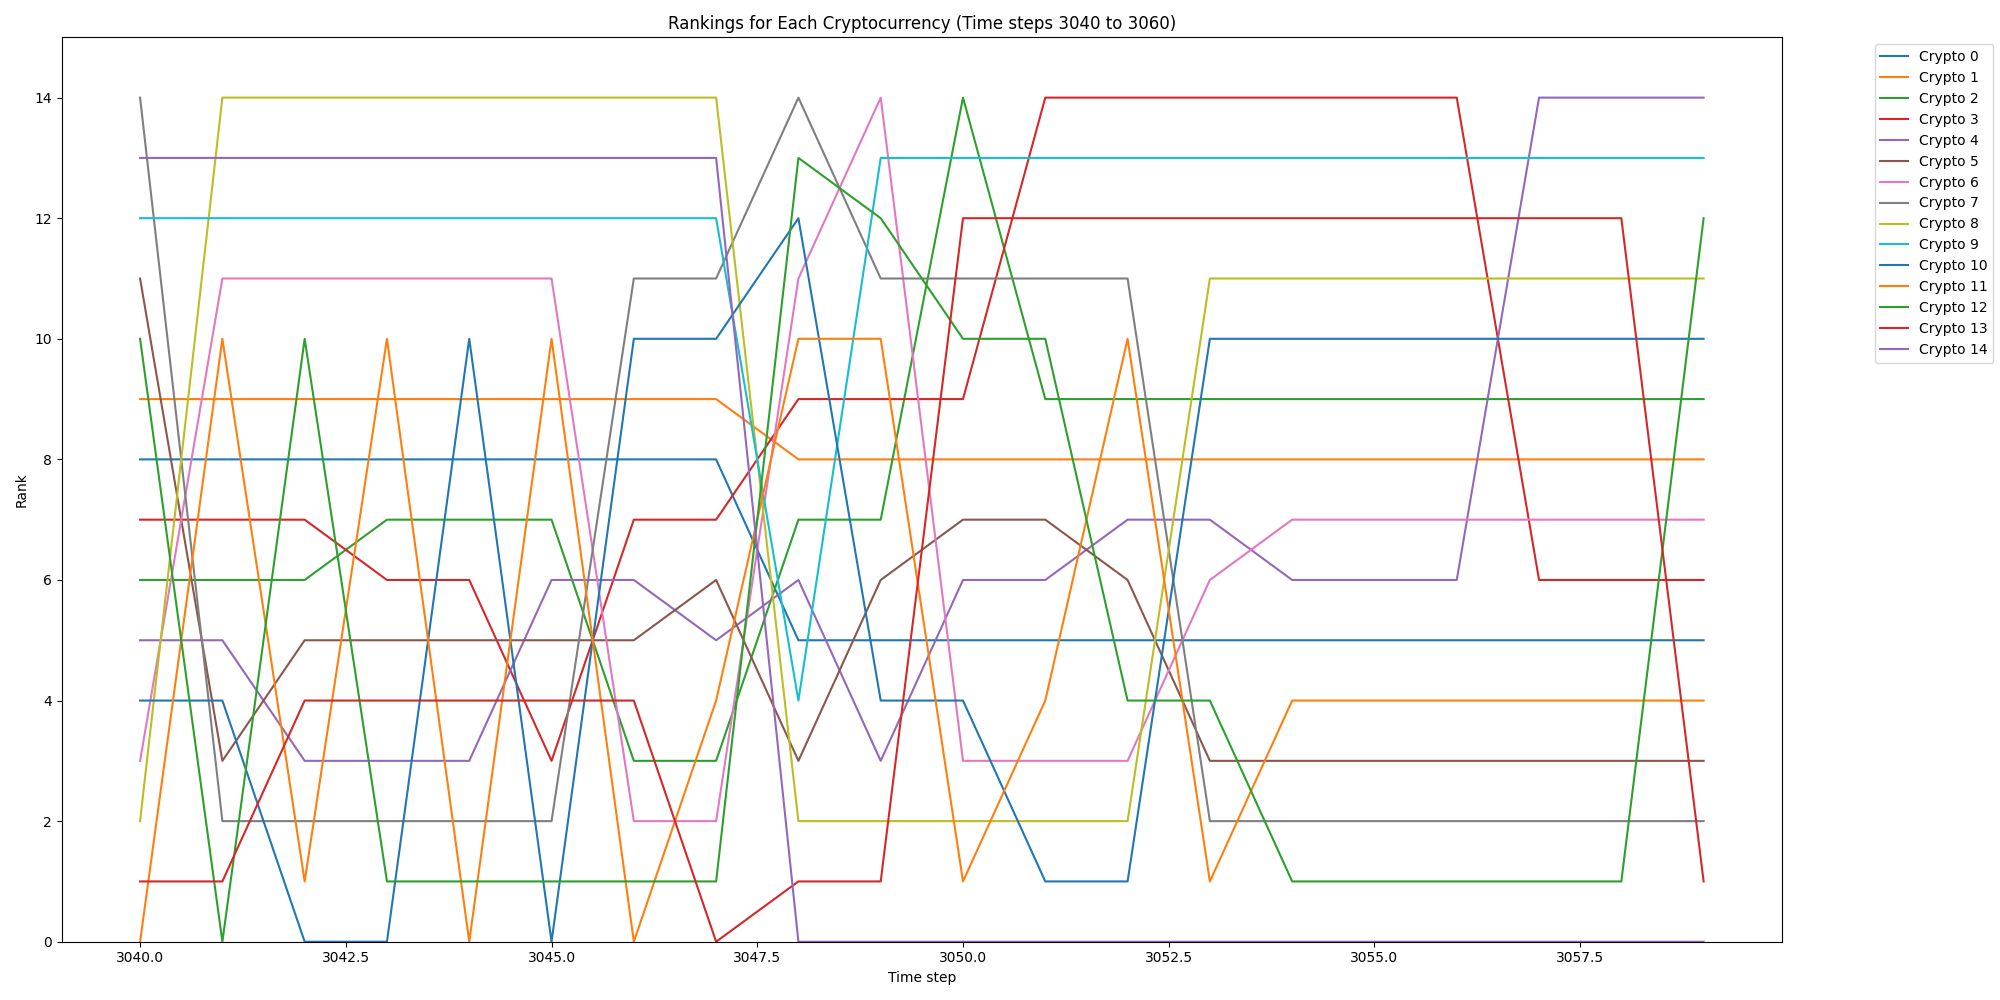 Rankings for Each Cryptocurrency (Time steps 3040 to 3060)
Rank
14
12
10
8
6
4
2
0
3040.0 3042.5 3045.0 3047.5 3050.0 3052.5 3055.0 3057.5
Time step
Crypto 0
Crypto 1
Crypto 2
Crypto 3
Crypto 4
Crypto 5
Crypto 6
Crypto 7
Crypto 8
Crypto 9
Crypto 10
Crypto 11
Crypto 12
Crypto 13
Crypto 14